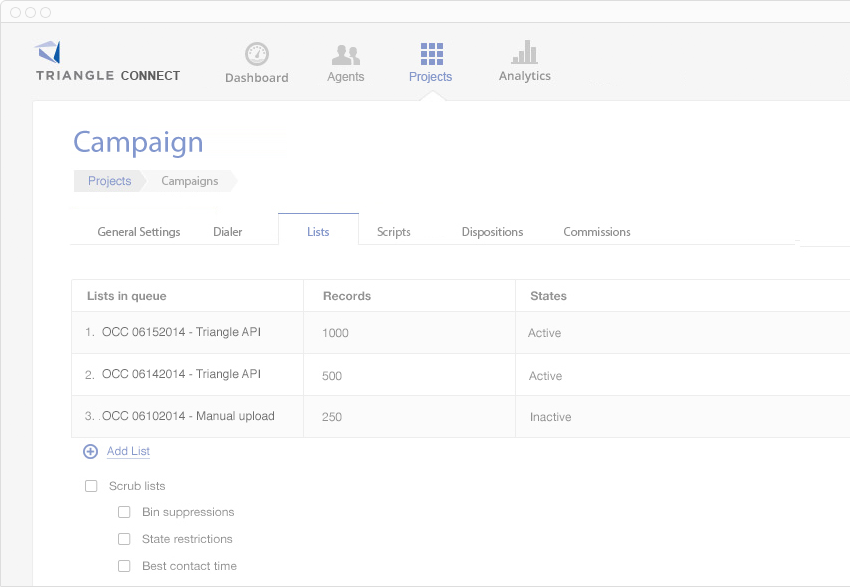 TRIANGLE CONNECT
Dashboard
Agents
Projects
Analytics
Campaign
Projects Campaigns
General Settings Dialer Lists Scripts Dispositions Commissions
Lists in queue Records States
1. OCC 06152014 - Triangle API 1000 Active
2. OCC 06142014 - Triangle API 500 Active
3. OCC 06102014 - Manual upload 250 Inactive
Add List
Scrub lists
Bin suppressions
State restrictions
Best contact time